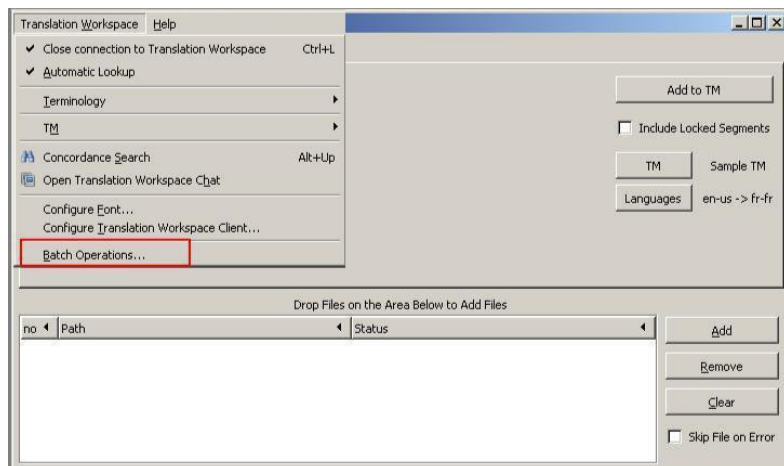 Translation Workspace Help
Close connection to Translation Workspace Ctrl+L
Automatic Lookup
Terminology
TM
Concordance Search Alt+Up
Open Translation Workspace Chat
Configure Font...
Configure Translation Workspace Client...
Batch Operations...
Add to TM
Include Locked Segments
TM Sample TM
Languages en-us -> fr-fr
Drop Files on the Area Below to Add Files
no Path Status
Add
Remove
Clear
Skip File on Error